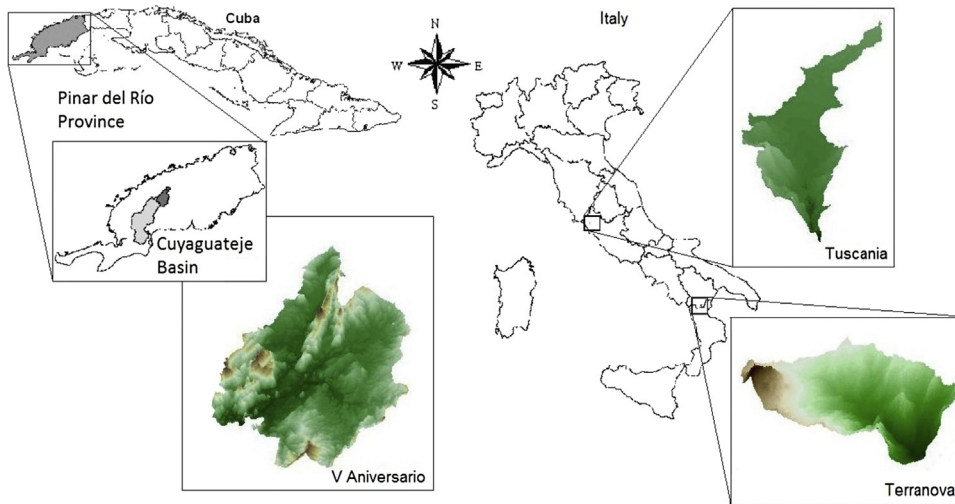 Cuba
Pinar del Río
Province
Cuyaguateje
Basin
V Aniversario
N
W
E
S
Italy
Tuscania
Terranova